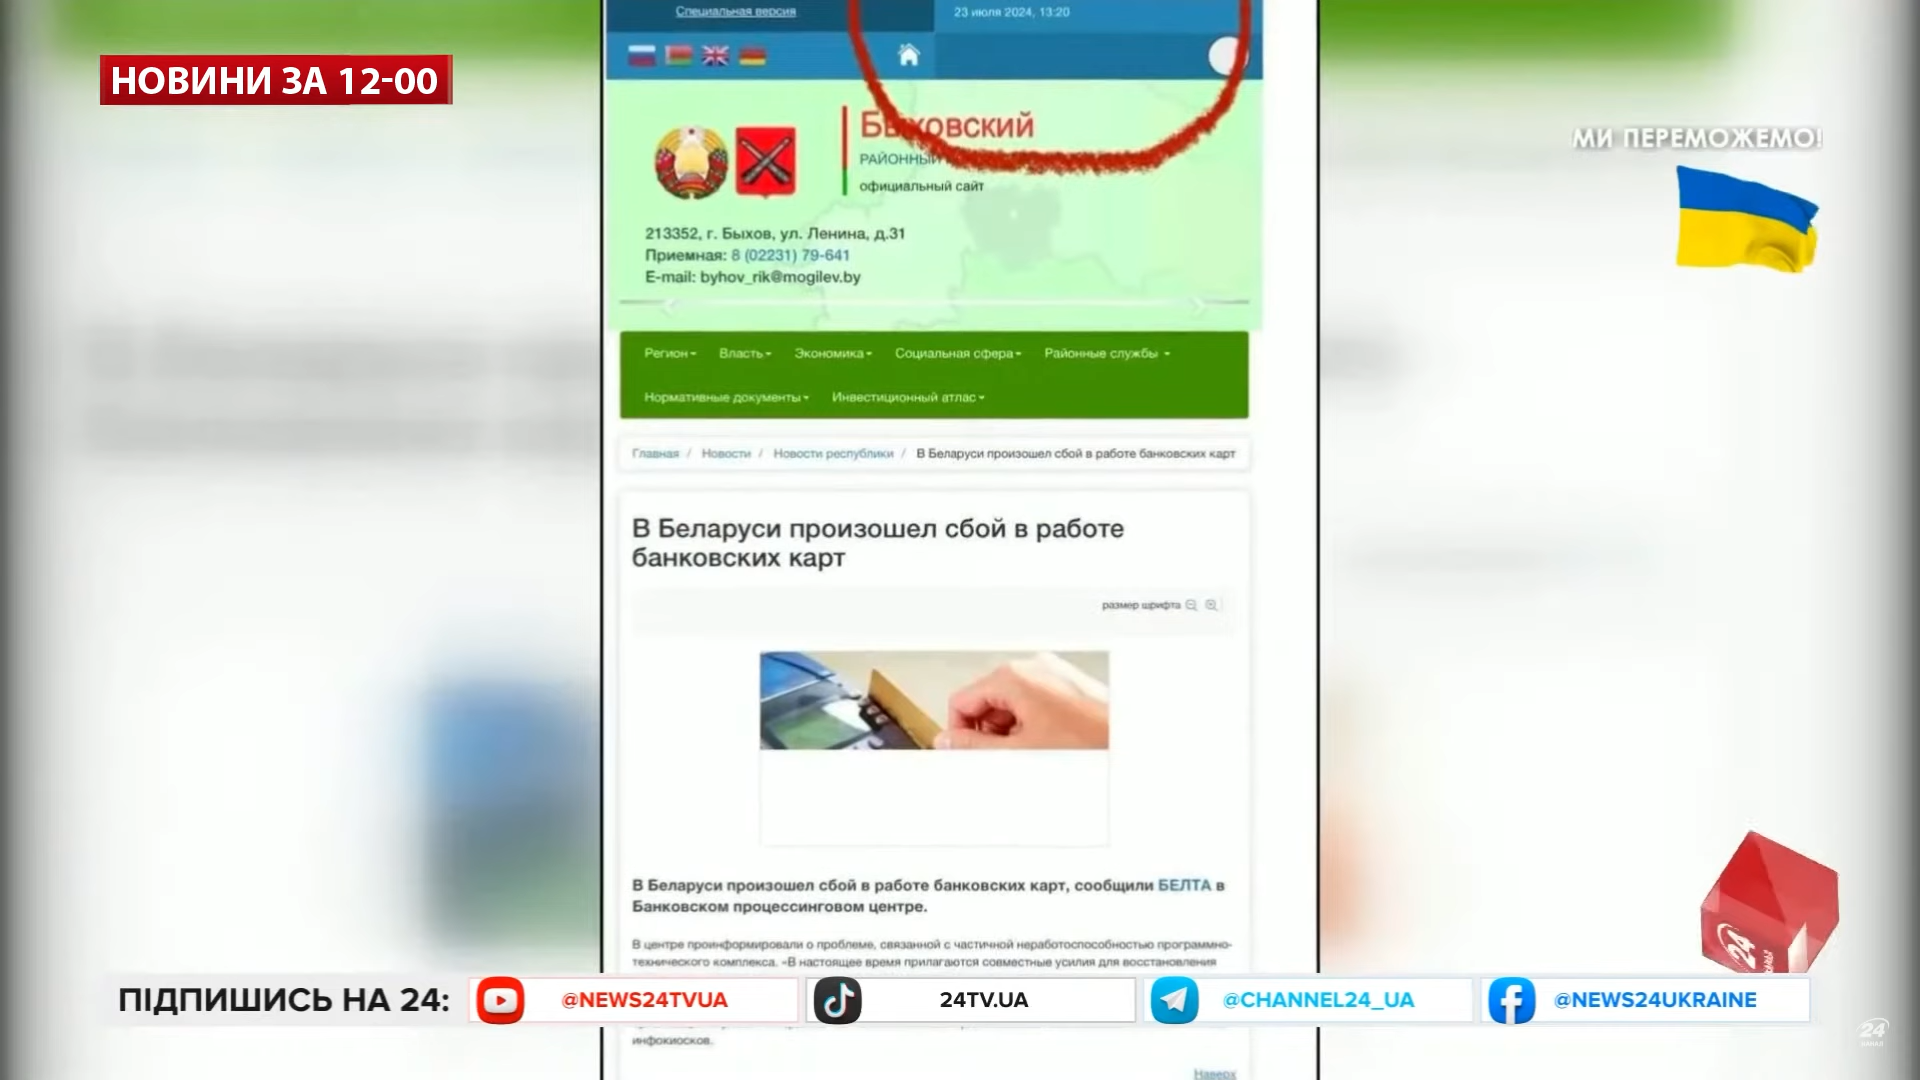 Специальная версия
23 июля 2024, 13:20
НОВИНИ ЗА 12-00
МИ ПЕРЕМОЖЕМО!
Быховский
РАЙОННЫЙ
официальный сайт
213352, г. Быхов, ул. Ленина, д.31
Приемная: 8 (02231) 79-641
E-mail: byhov_rik@mogilev.by
Регион Власть Экономика Социальная сфера Районные службы
Нормативные документы Инвестиционный атлас
Главная / Новости / Новости республики / В Беларуси произошел сбой в работе банковских карт
В Беларуси произошел сбой в работе
банковских карт
размер шрифта
В Беларуси произошел сбой в работе банковских карт, сообщили БЕЛТА в
Банковском процессинговом центре.
В центре проинформировали о проблеме, связанной с частичной неработоспособностью программно-
технического комплекса. «В настоящее время прилагаются совместные усилия для восстановления
24
ПІДПИШИСЬ НА 24:
@NEWS24TVUA
24TV.UA
@CHANNEL24_UA
@NEWS24UKRAINE
инфокиосков.
Наверх
24
КАНАЛ